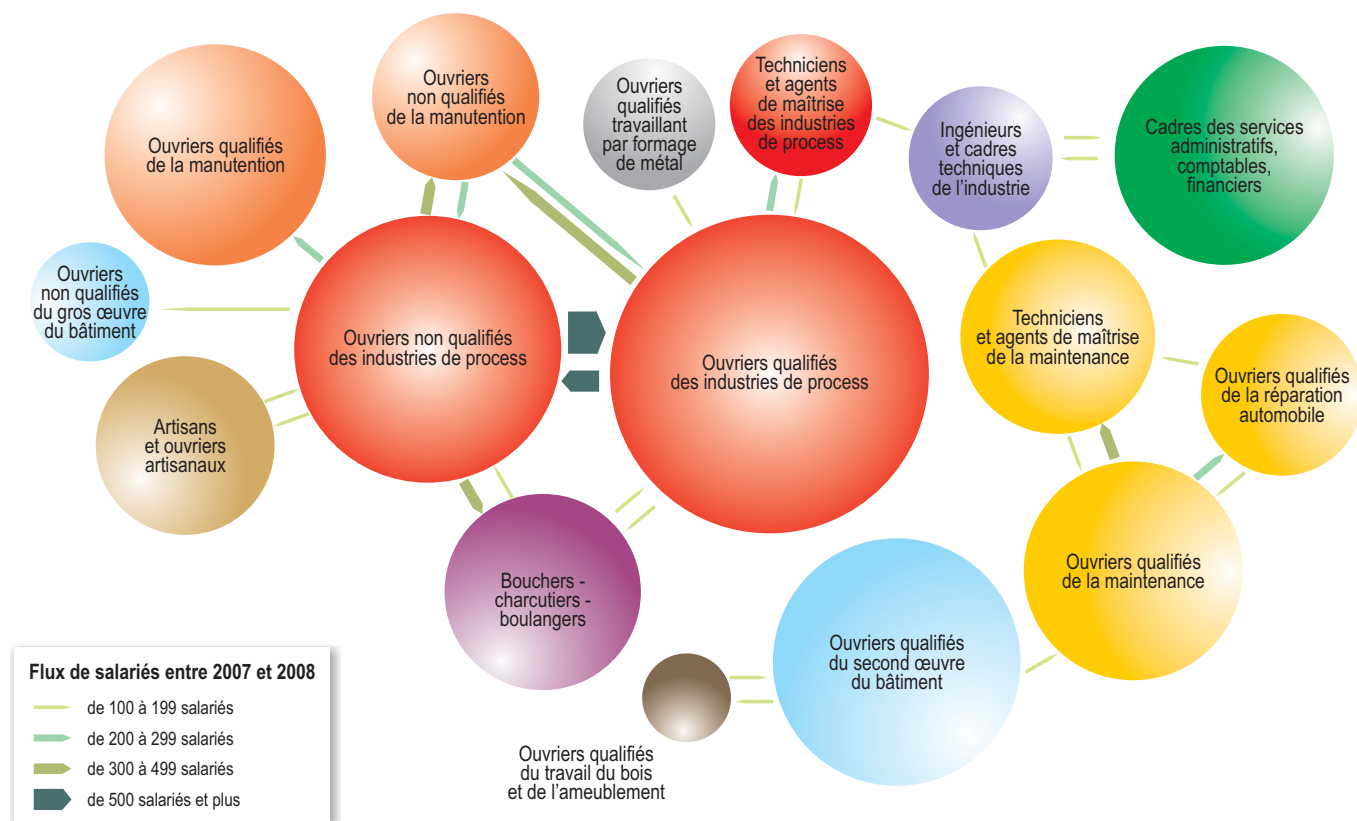 Ouvriers
non qualifiés
de la manutention
Ouvriers
qualifiés
travaillant
par formage
de métal
Techniciens
et agents
de maîtrise
des industries
de process
Ingénieurs
et cadres
techniques
de l’industrie
Cadres des services
administratifs,
comptables,
financiers
Ouvriers qualifiés
de la manutention
Ouvriers
non qualifiés
du gros œuvre
du bâtiment
Ouvriers non qualifiés
des industries de process
Ouvriers qualifiés
des industries de process
Techniciens
et agents de maîtrise
de la maintenance
Ouvriers qualifiés
de la réparation
automobile
Artisans
et ouvriers
artisanaux
Bouchers -
charcutiers -
boulangers
Ouvriers qualifiés
de la maintenance
Ouvriers qualifiés
du second œuvre
du bâtiment
Ouvriers qualifiés
du travail du bois
et de l’ameublement
Flux de salariés entre 2007 et 2008
de 100 à 199 salariés
de 200 à 299 salariés
de 300 à 499 salariés
de 500 salariés et plus